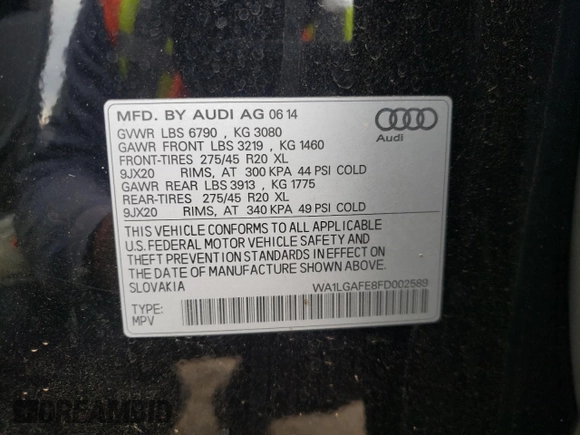 MFD. BY AUDI AG 06 14
GVWR LBS 6790 , KG 3080
GAWR FRONT LBS 3219 , KG 1460
FRONT-TIRES 275/45 R20 XL
9JX20 RIMS, AT 300 KPA 44 PSI COLD
GAWR REAR LBS 3913 , KG 1775
REAR-TIRES 275/45 R20 XL
9JX20 RIMS, AT 340 KPA 49 PSI COLD
Audi
THIS VEHICLE CONFORMS TO ALL APPLICABLE
U.S. FEDERAL MOTOR VEHICLE SAFETY AND
THEFT PREVENTION STANDARDS IN EFFECT ON
THE DATE OF MANUFACTURE SHOWN ABOVE.
SLOVAKIA WA1LGAFE8FD002589
TYPE:
MPV
DREAMBID